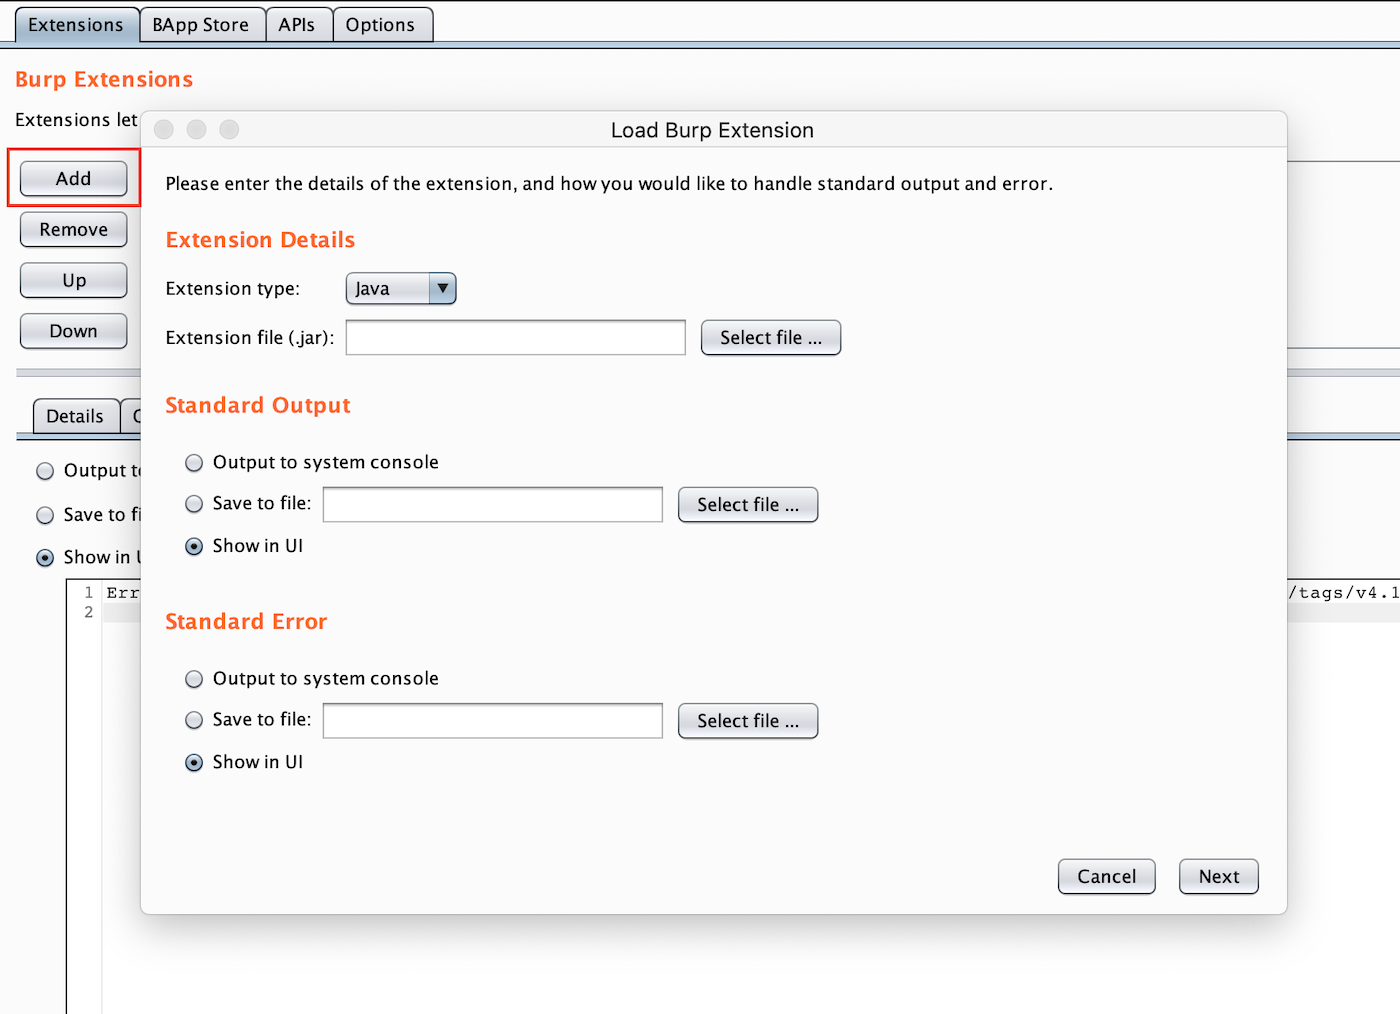 Extensions BApp Store APIs Options
Burp Extensions
Extensions let
Load Burp Extension
Add
Please enter the details of the extension, and how you would like to handle standard output and error.
Remove
Extension Details
Up
Extension type: Java
Down
Extension file (.jar): Select file ...
Standard Output
Details
Output to system console
Output to
Save to file: Select file ...
Save to fi
Show in UI
Show in
1 Err
/tags/v4.1
2
Standard Error
Output to system console
Save to file: Select file ...
Show in UI
Cancel Next